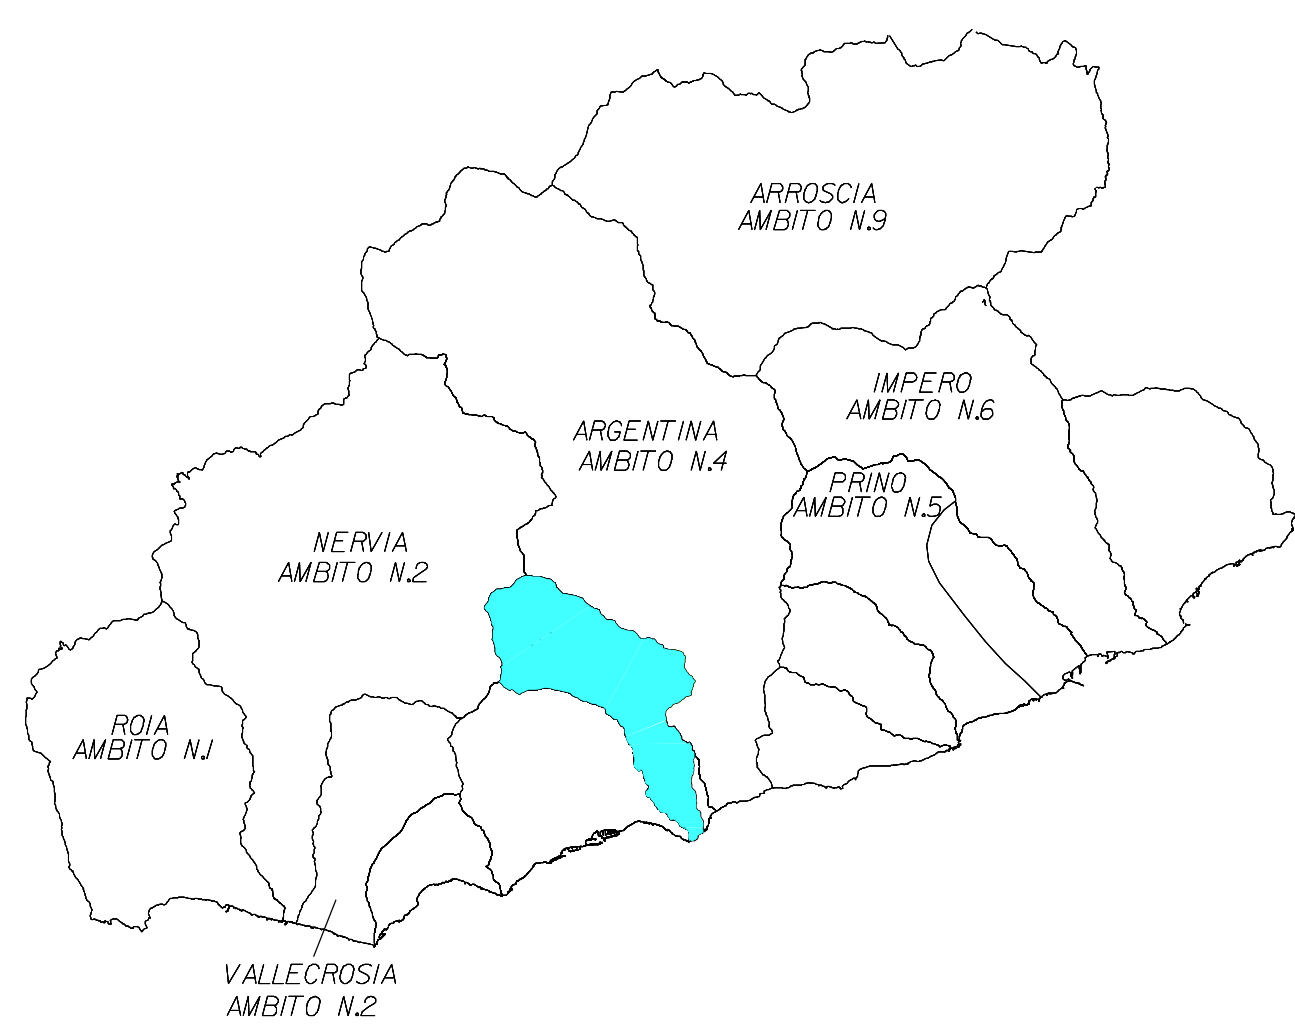 ARROSCIA
AMBITO N.9
IMPERO
AMBITO N.6
ARGENTINA
AMBITO N.4
PRINO
AMBITO N.5
NERVIA
AMBITO N.2
ROIA
AMBITO N.1
VALLECROSIA
AMBITO N.2